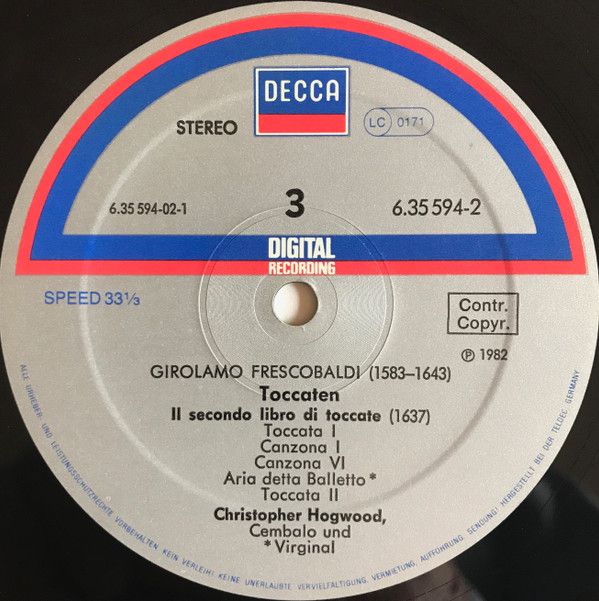 DECCA
STEREO
LC 0171
6.35 594-02-1
3
6.35 594-2
DIGITAL
RECORDING
SPEED 33 1/3
Contr.
Copyr.
℗ 1982
GIROLAMO FRESCOBALDI (1583–1643)
Toccaten
Il secondo libro di toccate (1637)
Toccata I
Canzona I
Canzona VI
Aria detta Balletto *
Toccata II
Christopher Hogwood,
Cembalo und
* Virginal
ALLE URHEBER- UND LEISTUNGSSCHUTZRECHTE VORBEHALTEN KEIN VERLEIH! KEINE UNERLAUBTE VERVIELFÄLTIGUNG, VERMIETUNG, AUFFÜHRUNG, SENDUNG! HERGESTELLT BEI DER TELDEC GERMANY